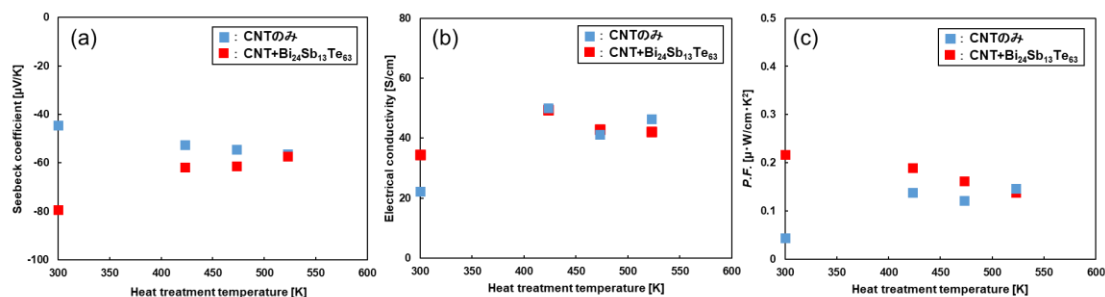 (a)
: CNTのみ
: CNT+Bi₂₄Sb₁₃Te₆₃
Seebeck coefficient [μV/K]
0
-20
-40
-60
-80
-100
300 350 400 450 500 550 600
Heat treatment temperature [K]
(b)
: CNTのみ
: CNT+Bi₂₄Sb₁₃Te₆₃
Electrical conductivity [S/cm]
80
60
40
20
0
300 350 400 450 500 550 600
Heat treatment temperature [K]
(c)
: CNTのみ
: CNT+Bi₂₄Sb₁₃Te₆₃
P.F. [μ·W/cm·K²]
0.5
0.4
0.3
0.2
0.1
0
300 350 400 450 500 550 600
Heat treatment temperature [K]